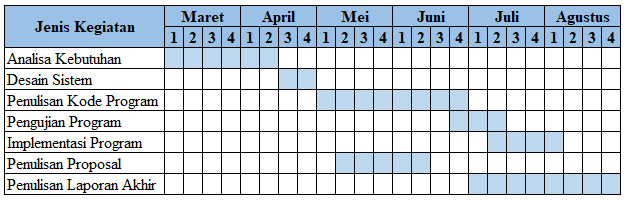 Jenis Kegiatan Maret April Mei Juni Juli Agustus
1 2 3 4 1 2 3 4 1 2 3 4 1 2 3 4 1 2 3 4 1 2 3 4
Analisa Kebutuhan
Desain Sistem
Penulisan Kode Program
Pengujian Program
Implementasi Program
Penulisan Proposal
Penulisan Laporan Akhir